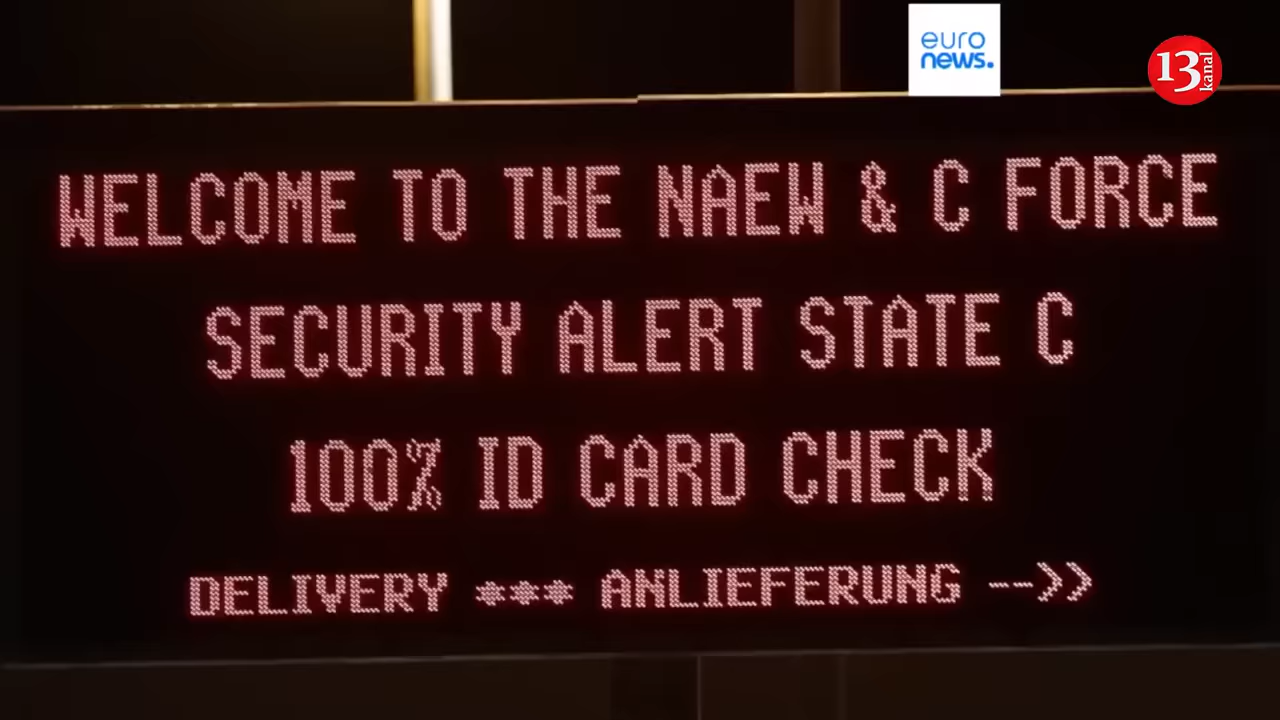 euro
news.
13
kanal
WELCOME TO THE NAEW & C FORCE
SECURITY ALERT STATE C
100% ID CARD CHECK
DELIVERY *** ANLIEFERUNG -->>